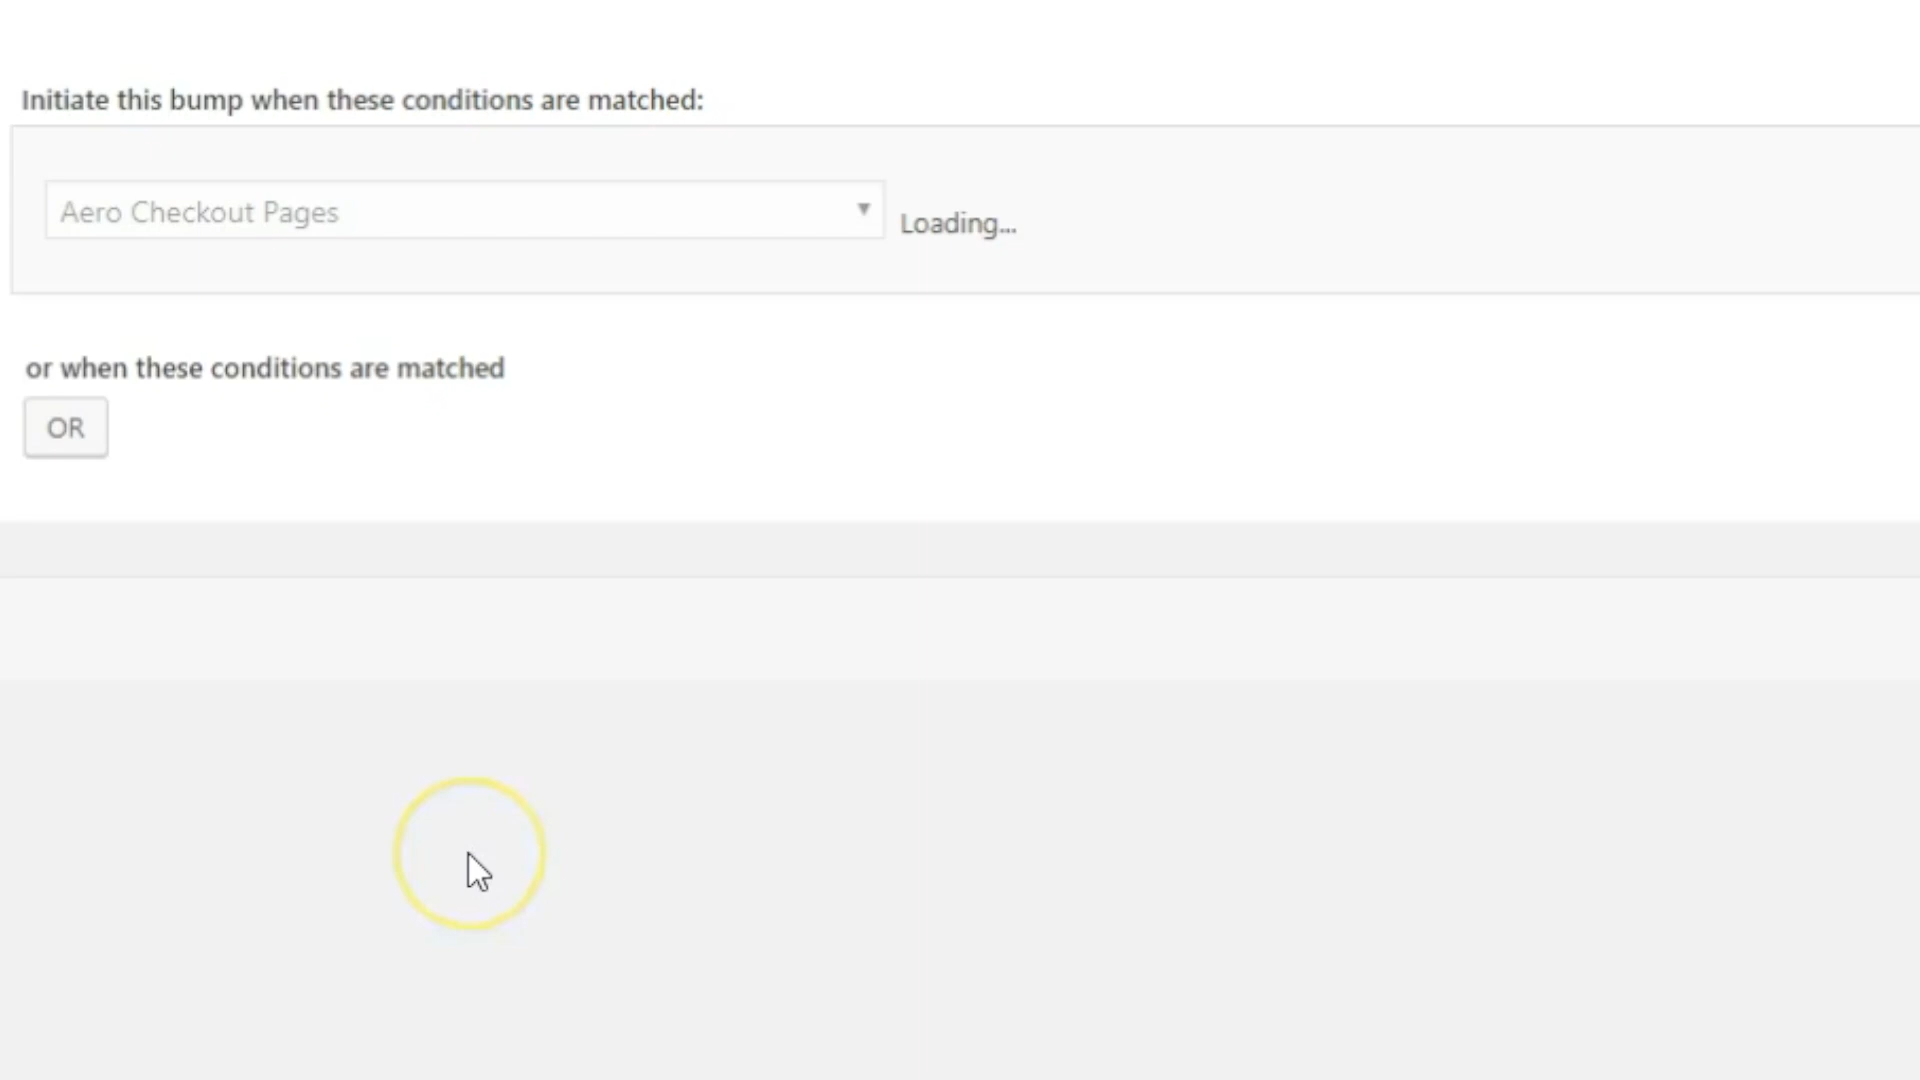 Initiate this bump when these conditions are matched:
Aero Checkout Pages
Loading...
or when these conditions are matched
OR